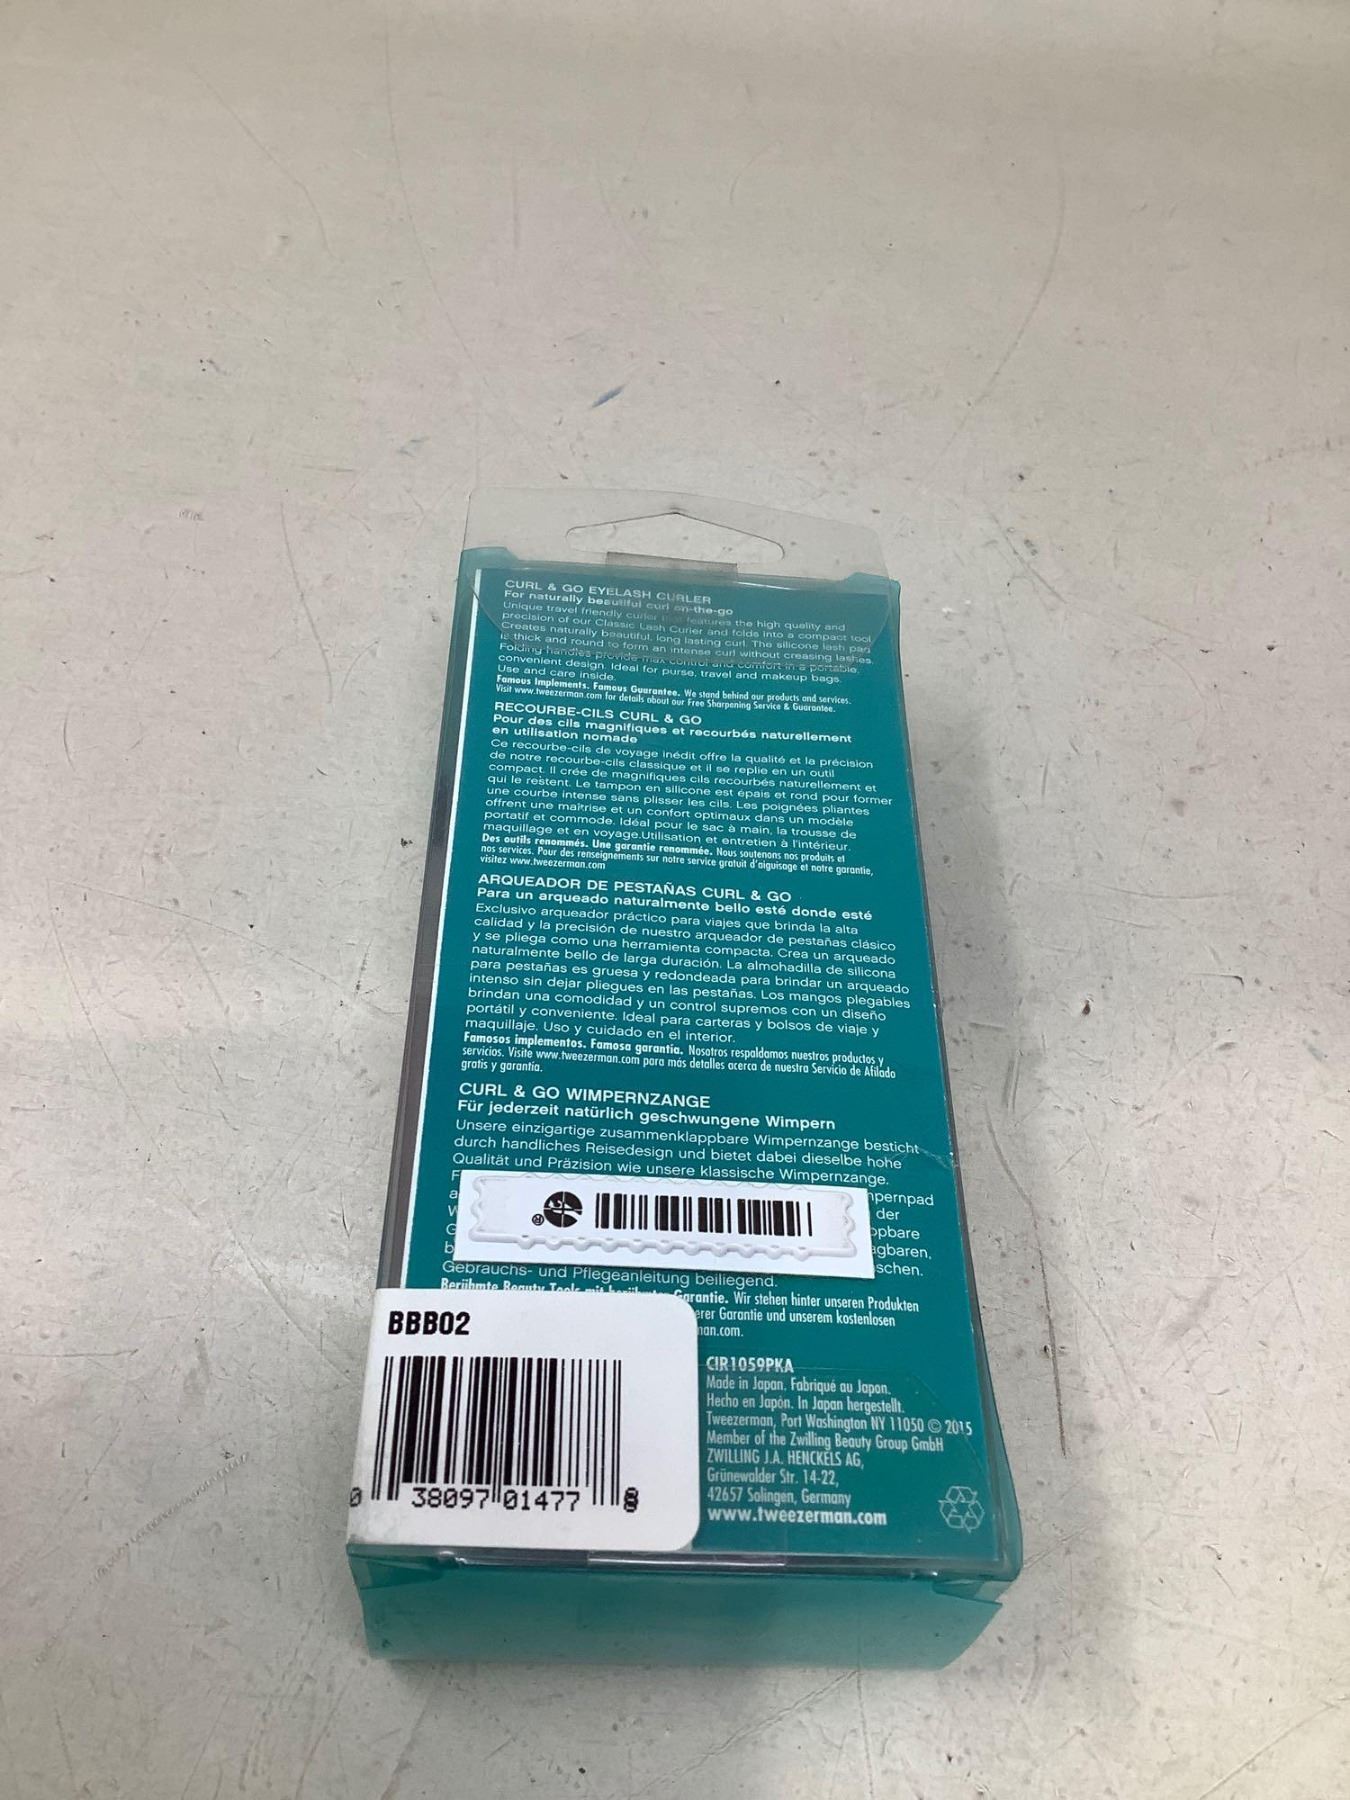 CURL & GO EYELASH CURLER
For naturally beautiful curl on-the-go
Unique travel friendly curler that features the high quality and
precision of our Classic Lash Curler and folds into a compact tool.
Creates naturally beautiful, long lasting curl. The silicone lash pad
is thick and round to form an intense curl without creasing lashes.
Folding handles provide max control and comfort in a portable,
convenient design. Ideal for purse, travel and makeup bags.
Use and care inside.
Famous Implements. Famous Guarantee. We stand behind our products and services.
Visit www.tweezerman.com for details about our Free Sharpening Service & Guarantee.
RECOURBE-CILS CURL & GO
Pour des cils magnifiques et recourbés naturellement
en utilisation nomade
Ce recourbe-cils de voyage inédit offre la qualité et la précision
de notre recourbe-cils classique et il se replie en un outil
compact. Il crée de magnifiques cils recourbés naturellement et
qui le restent. Le tampon en silicone est épais et rond pour former
une courbe intense sans plisser les cils. Les poignées pliantes
offrent une maîtrise et un confort optimaux dans un modèle
portatif et commode. Idéal pour le sac à main, la trousse de
maquillage et en voyage.Utilisation et entretien à l'intérieur.
Des outils renommés. Une garantie renommée. Nous soutenons nos produits et
nos services. Pour des renseignements sur notre service gratuit d'aiguisage et notre garantie,
visitez www.tweezerman.com
ARQUEADOR DE PESTAÑAS CURL & GO
Para un arqueado naturalmente bello esté donde esté
Exclusivo arqueador práctico para viajes que brinda la alta
calidad y la precisión de nuestro arqueador de pestañas clásico
y se pliega como una herramienta compacta. Crea un arqueado
naturalmente bello de larga duración. La almohadilla de silicona
para pestañas es gruesa y redondeada para brindar un arqueado
intenso sin dejar pliegues en las pestañas. Los mangos plegables
brindan una comodidad y un control supremos con un diseño
portátil y conveniente. Ideal para carteras y bolsos de viaje y
maquillaje. Uso y cuidado en el interior.
Famosos implementos. Famosa garantía. Nosotros respaldamos nuestros productos y
servicios. Visite www.tweezerman.com para más detalles acerca de nuestra Servicio de Afilado
gratis y garantía.
CURL & GO WIMPERNZANGE
Für jederzeit natürlich geschwungene Wimpern
Unsere einzigartige zusammenklappbare Wimpernzange besticht
durch handliches Reisedesign und bietet dabei dieselbe hohe
Qualität und Präzision wie unsere klassische Wimpernzange.
der
Gebrauchs- und Pflegeanleitung beiliegend.
Berühmte Beauty Tools mit berühmter Garantie. Wir stehen hinter unseren Produkten
Garantie und unserem kostenlosen
BBB02
0 38097 01477 8
CIR1059PKA
Made in Japan. Fabriqué au Japon.
Hecho en Japón. In Japan hergestellt.
Tweezerman, Port Washington NY 11050 © 2015
Member of the Zwilling Beauty Group GmbH
ZWILLING J.A. HENCKELS AG,
Grünewalder Str. 14-22,
42657 Solingen, Germany
www.tweezerman.com